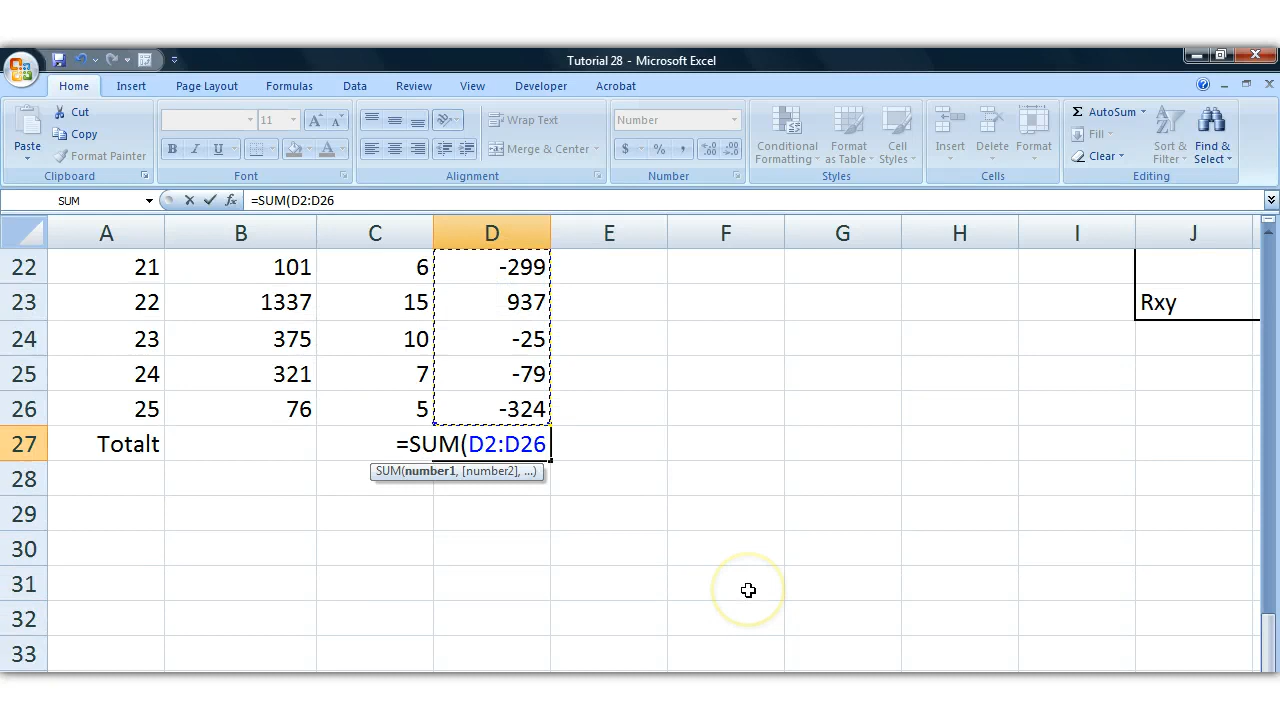 Tutorial 28 - Microsoft Excel
Home Insert Page Layout Formulas Data Review View Developer Acrobat
Paste
Cut
Copy
Format Painter
Clipboard
11 A A
B I U A
Font
Wrap Text
Merge & Center
Alignment
Number
$ % , .00 .0
Number
Conditional Formatting
Format as Table
Cell Styles
Styles
Insert Delete Format
Cells
Σ AutoSum
Fill
Clear
Sort & Filter
Find & Select
Editing
SUM fx =SUM(D2:D26
A B C D E F G H I J
22 21 101 6 -299
23 22 1337 15 937 Rxy
24 23 375 10 -25
25 24 321 7 -79
26 25 76 5 -324
27 Totalt =SUM(D2:D26
SUM(number1, [number2], ...)
28
29
30
31
32
33